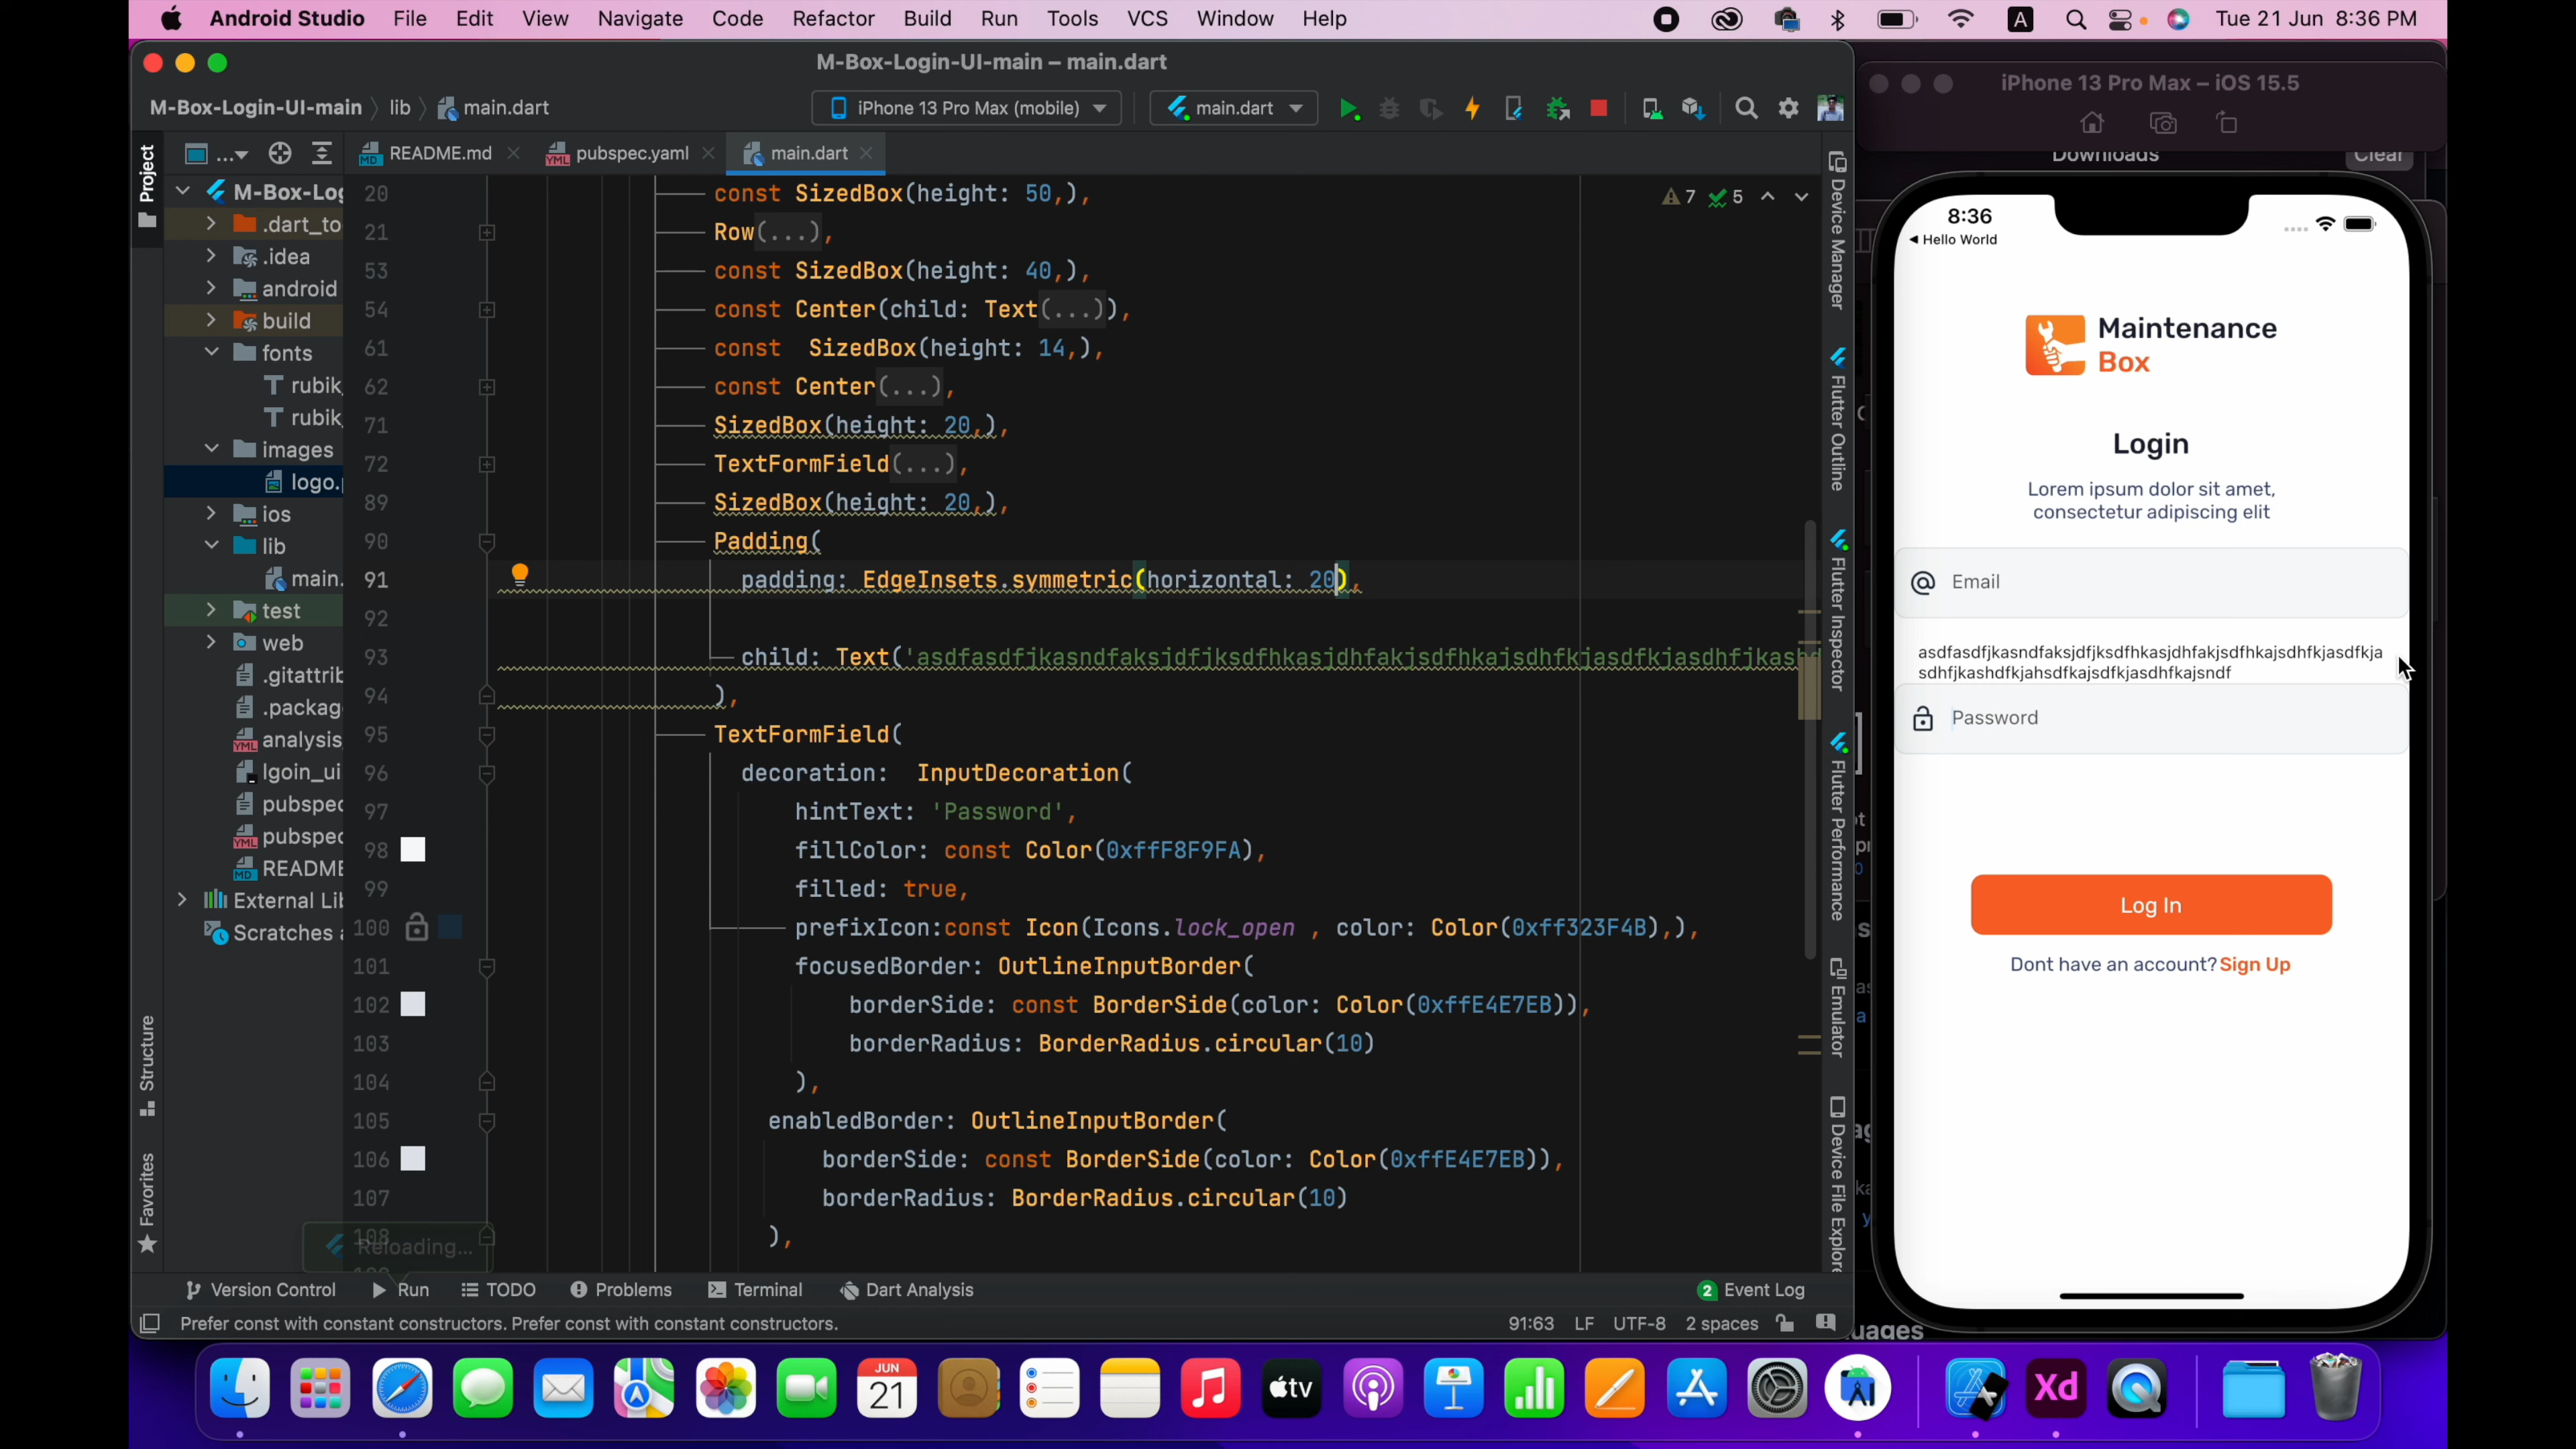 Android Studio File Edit View Navigate Code Refactor Build Run Tools VCS Window Help
A Tue 21 Jun 8:36 PM
M-Box-Login-UI-main – main.dart
M-Box-Login-UI-main lib main.dart
iPhone 13 Pro Max (mobile) main.dart
Project
...
README.md pubspec.yaml main.dart
M-Box-Log
.dart_to
.idea
android
build
fonts
rubik
rubik
images
logo.p
ios
lib
main.
test
web
.gitattrib
.package
analysis
lgoin_ui
pubspec
pubspec
README
External Lib
Scratches a
Structure
Favorites
7 5
20 const SizedBox(height: 50,),
21 Row(...),
53 const SizedBox(height: 40,),
54 const Center(child: Text(...)),
61 const  SizedBox(height: 14,),
62 const Center(...),
71 SizedBox(height: 20,),
72 TextFormField(...),
89 SizedBox(height: 20,),
90 Padding(
91 padding: EdgeInsets.symmetric(horizontal: 20),
92
93 child: Text('asdfasdfjkasndfaksjdfjksdfhkasjdhfakjsdfhkajsdhfkjasdfkjasdhfjkas
94 ),
95 TextFormField(
96 decoration:  InputDecoration(
97 hintText: 'Password',
98 fillColor: const Color(0xffF8F9FA),
99 filled: true,
100 prefixIcon:const Icon(Icons.lock_open , color: Color(0xff323F4B),),
101 focusedBorder: OutlineInputBorder(
102 borderSide: const BorderSide(color: Color(0xffE4E7EB)),
103 borderRadius: BorderRadius.circular(10)
104 ),
105 enabledBorder: OutlineInputBorder(
106 borderSide: const BorderSide(color: Color(0xffE4E7EB)),
107 borderRadius: BorderRadius.circular(10)
108 ),
Reloading...
Device Manager
Flutter Outline
Flutter Inspector
Flutter Performance
Emulator
Device File Explore
Version Control Run TODO Problems Terminal Dart Analysis
2 Event Log
Prefer const with constant constructors. Prefer const with constant constructors.
91:63 LF UTF-8 2 spaces
iPhone 13 Pro Max – iOS 15.5
Downloads Clear
8:36
Hello World
Maintenance
Box
Login
Lorem ipsum dolor sit amet,
consectetur adipiscing elit
Email
asdfasdfjkasndfaksjdfjksdfhkasjdhfakjsdfhkajsdhfkjasdfkja
sdhfjkashdfkjahsdfkajsdfkjasdhfkajsndf
Password
Log In
Dont have an account? Sign Up
uages
JUN
21
tv
Xd